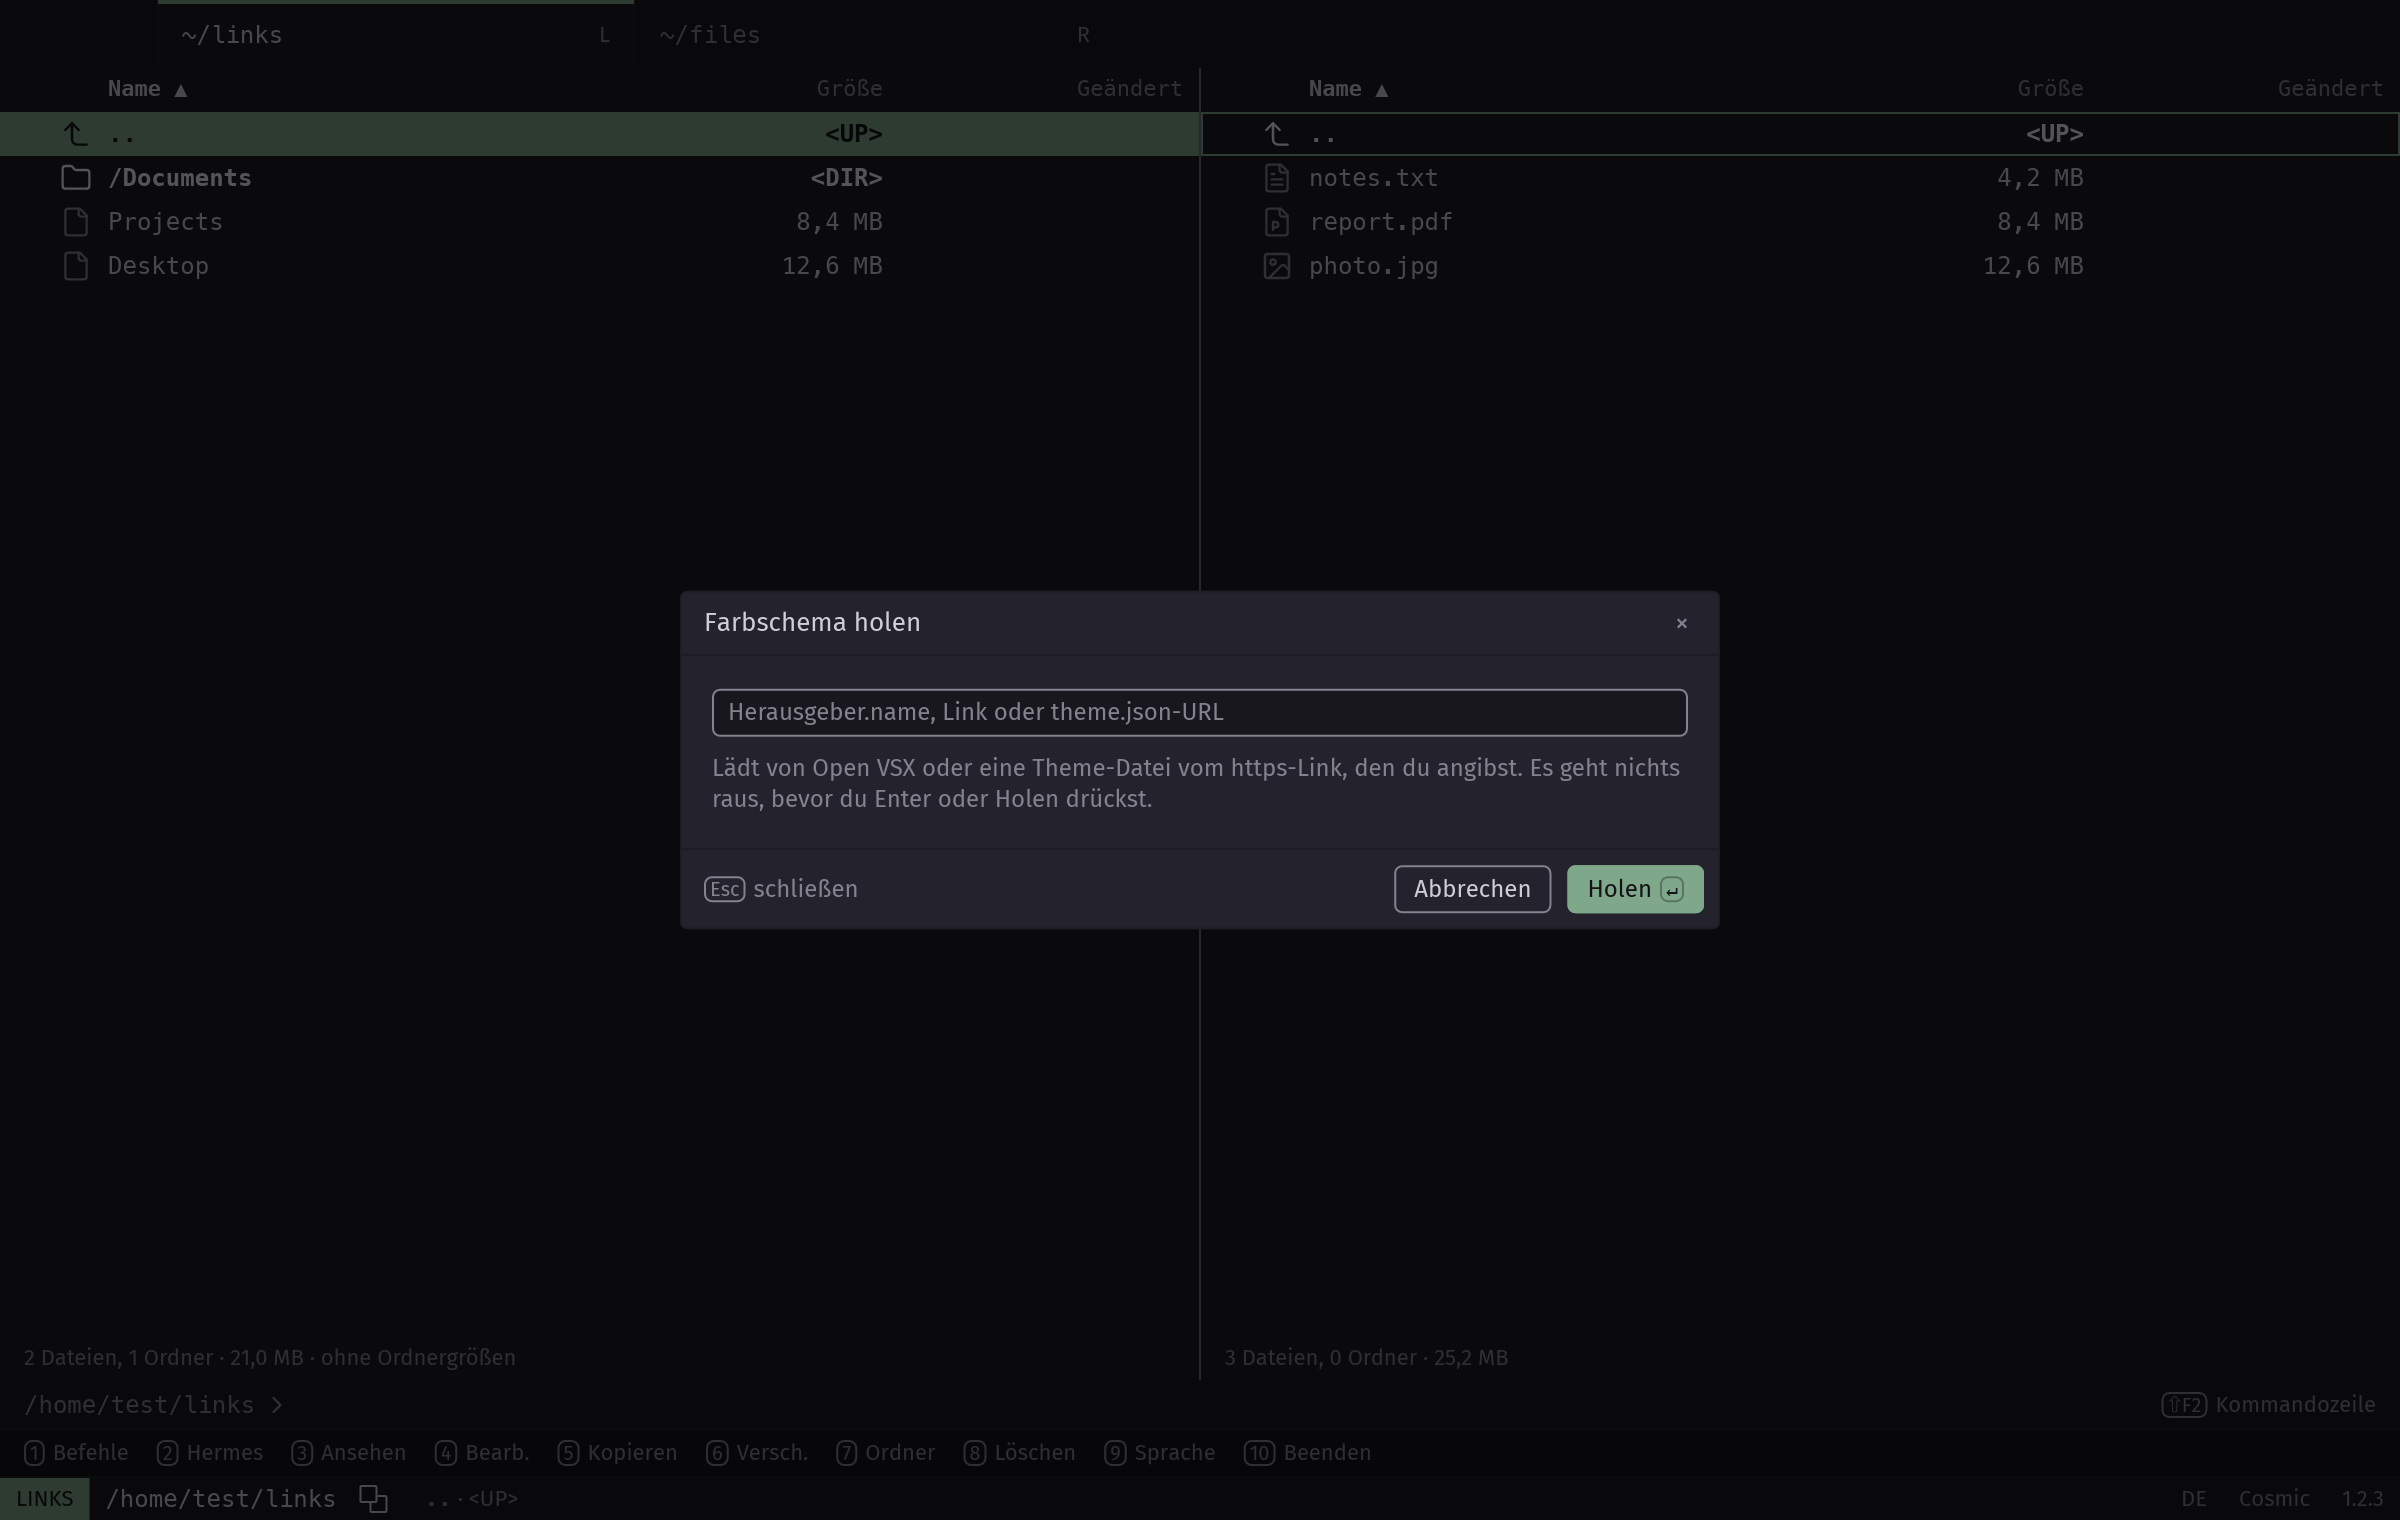 ~/links L ~/files R
Name ▲ Größe Geändert Name ▲ Größe Geändert
.. <UP> .. <UP>
/Documents <DIR> notes.txt 4,2 MB
Projects 8,4 MB report.pdf 8,4 MB
Desktop 12,6 MB photo.jpg 12,6 MB
Farbschema holen ×
Herausgeber.name, Link oder theme.json-URL
Lädt von Open VSX oder eine Theme-Datei vom https-Link, den du angibst. Es geht nichts
raus, bevor du Enter oder Holen drückst.
Esc schließen Abbrechen Holen ↵
2 Dateien, 1 Ordner · 21,0 MB · ohne Ordnergrößen 3 Dateien, 0 Ordner · 25,2 MB
/home/test/links > ⇧F2 Kommandozeile
1 Befehle 2 Hermes 3 Ansehen 4 Bearb. 5 Kopieren 6 Versch. 7 Ordner 8 Löschen 9 Sprache 10 Beenden
LINKS /home/test/links .. · <UP> DE Cosmic 1.2.3